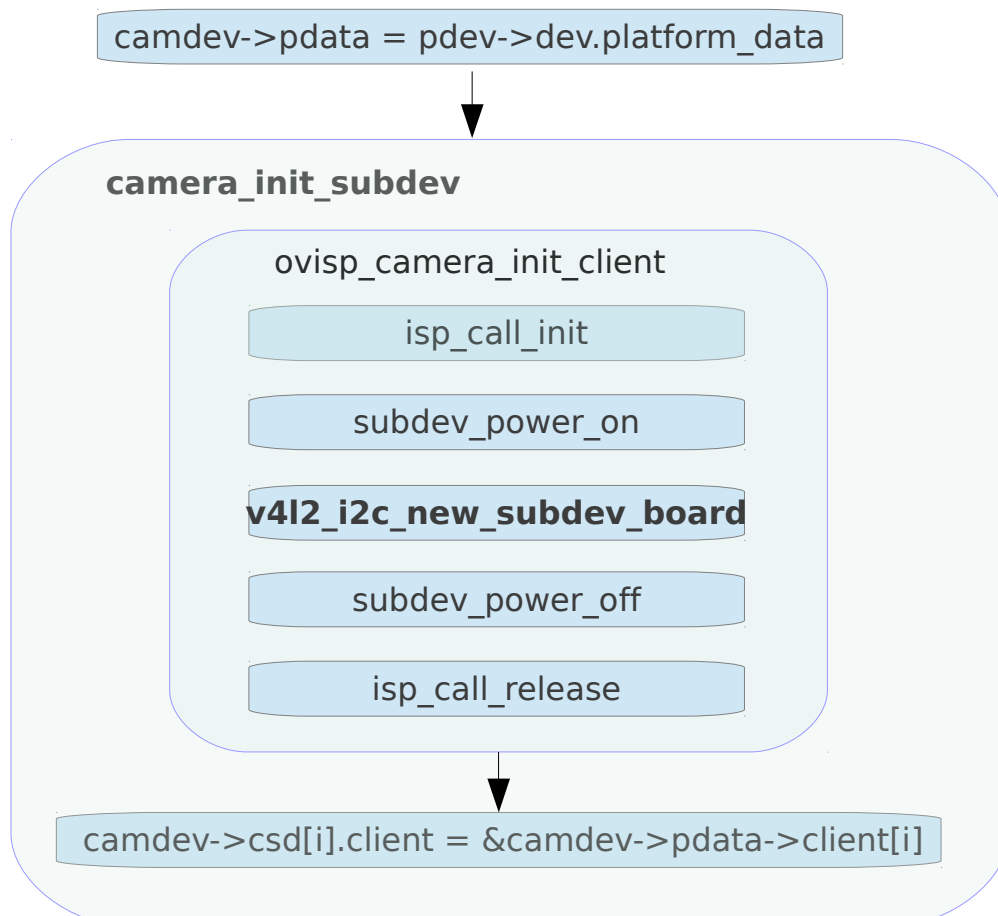 camdev->pdata = pdev->dev.platform_data
camera_init_subdev
ovisp_camera_init_client
isp_call_init
subdev_power_on
v4l2_i2c_new_subdev_board
subdev_power_off
isp_call_release
camdev->csd[i].client = &camdev->pdata->client[i]